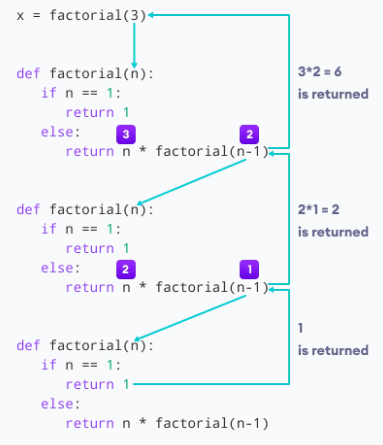 x = factorial(3)
def factorial(n):
3*2 = 6
if n == 1:
is returned
return 1
else:
3
2
return n * factorial(n-1)
def factorial(n):
2*1 = 2
if n == 1:
is returned
return 1
else:
2
1
return n * factorial(n-1)
def factorial(n):
1
if n == 1:
is returned
return 1
else:
return n * factorial(n-1)